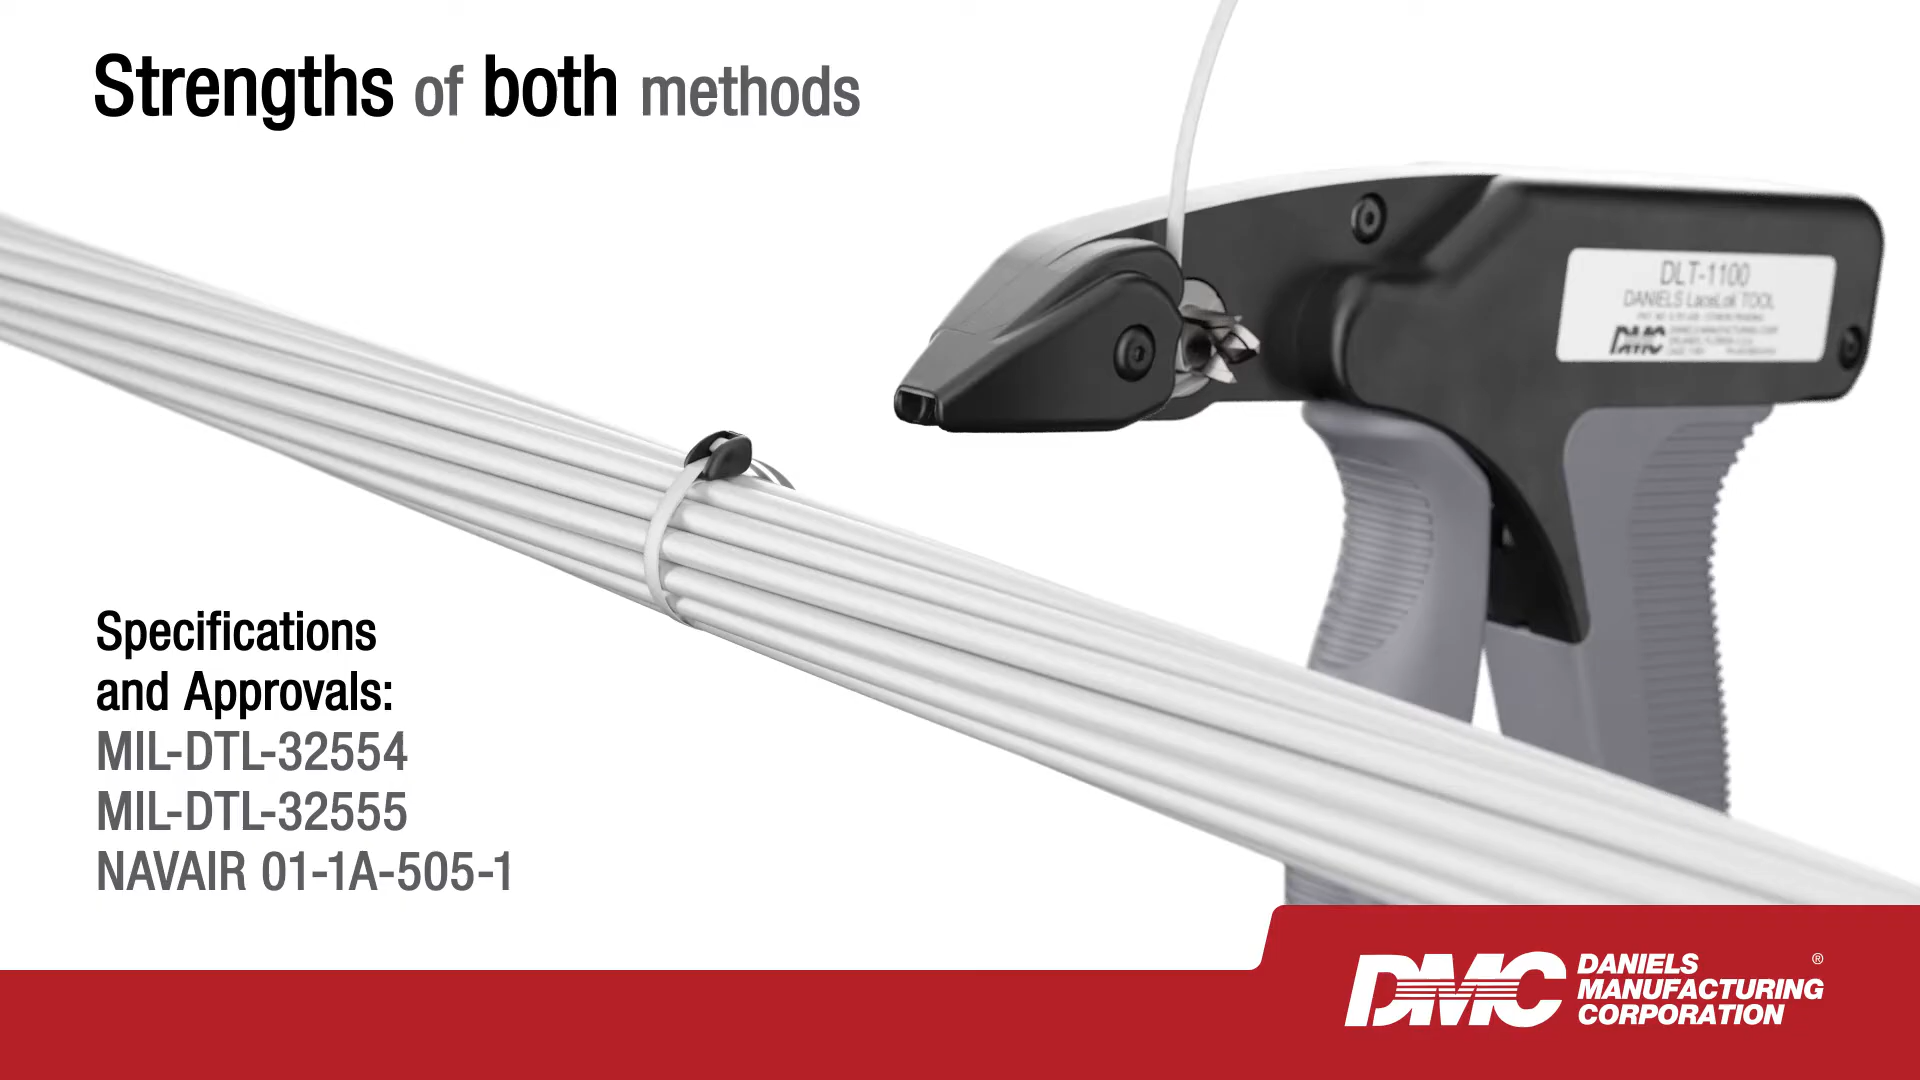 Strengths of both methods
DLT-1100
DANIELS LaceLok TOOL
DMC
Specifications
and Approvals:
MIL-DTL-32554
MIL-DTL-32555
NAVAIR 01-1A-505-1
DMC DANIELS ®
MANUFACTURING
CORPORATION